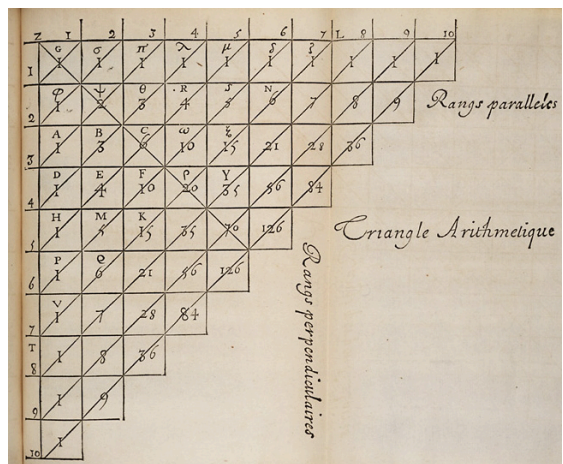 Z 1 2 3 4 5 6 7 L 8 9 10
G σ π λ μ δ ζ
1 1 1 1 1 1 1 1 1 1 1
φ ψ θ R S N
2 1 2 3 4 5 6 7 8 9 Rangs paralleles
A B C ω ξ
3 1 3 6 10 15 21 28 36
D E F ρ Y
4 1 4 10 20 35 56 84
H M K
5 1 5 15 35 70 126 Triangle Arithmetique
P Q
6 1 6 21 56 126
V
7 1 7 28 84
T
8 1 8 36
9 1 9
10 1
Rangs perpendiculaires